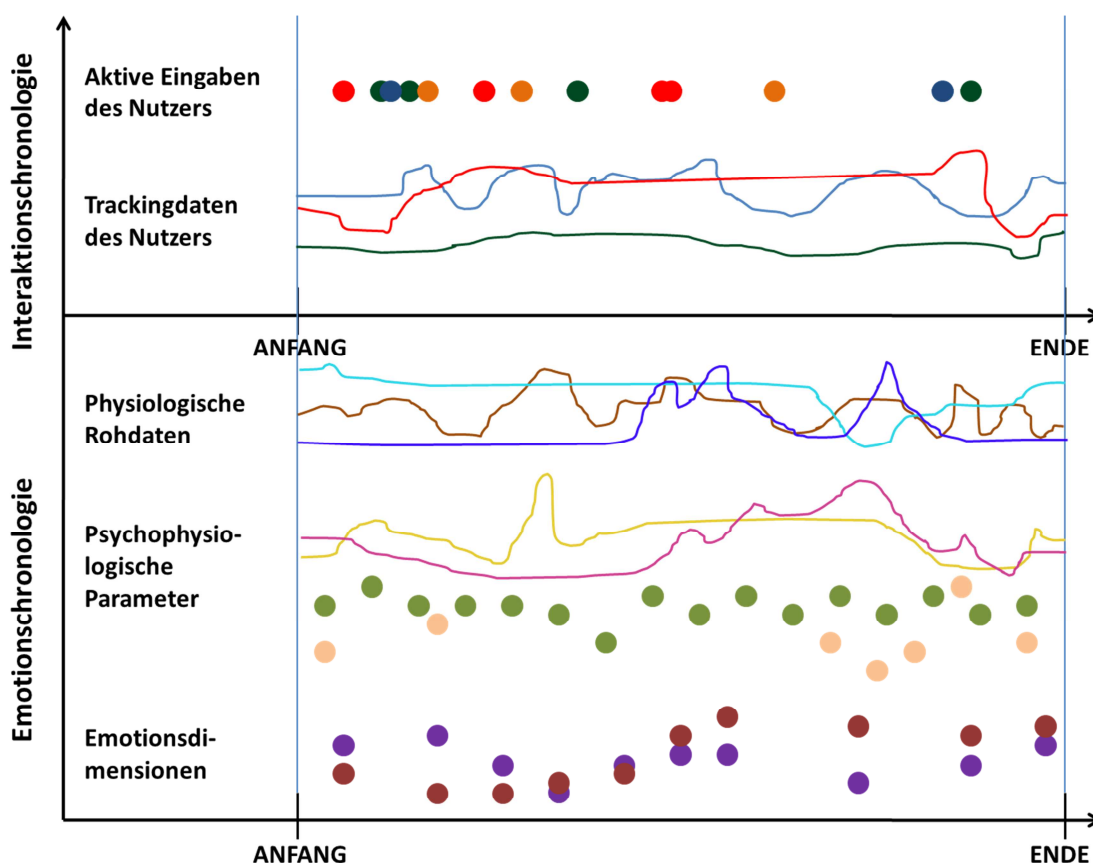 Interaktionschronologie
Aktive Eingaben
des Nutzers
Trackingdaten
des Nutzers
ANFANG
ENDE
Emotionschronologie
Physiologische
Rohdaten
Psychophysio-
logische
Parameter
Emotionsdi-
mensionen
ANFANG
ENDE